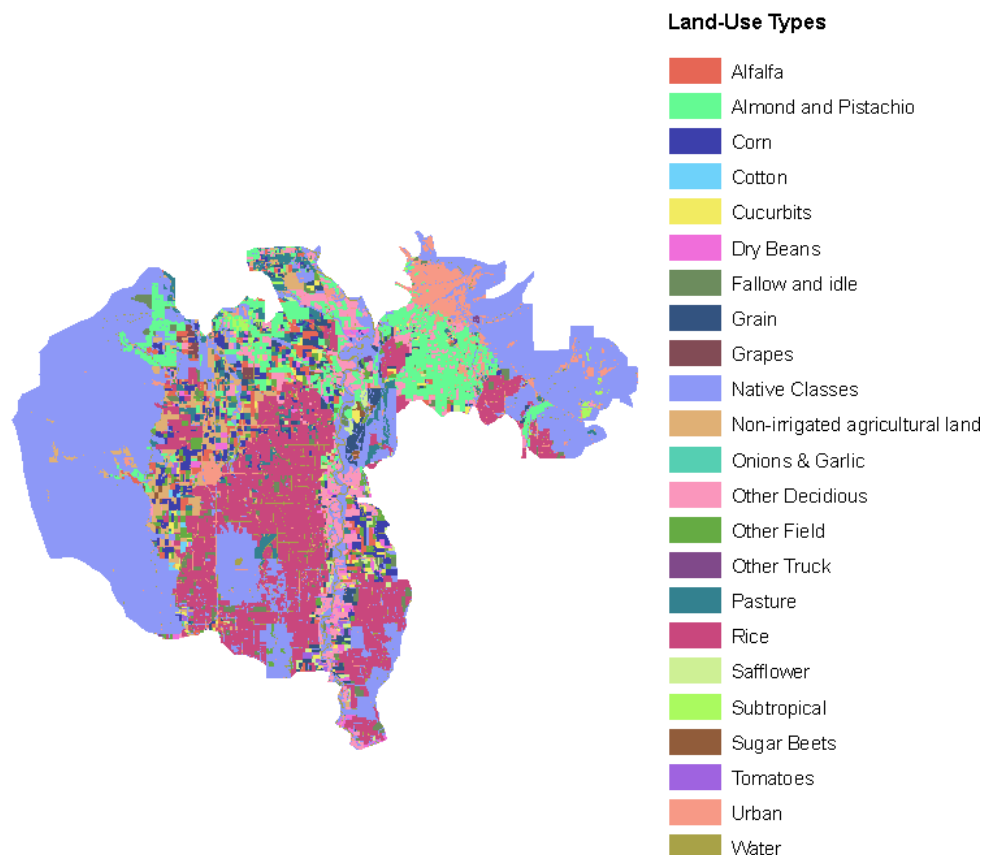 Land-Use Types
Alfalfa
Almond and Pistachio
Corn
Cotton
Cucurbits
Dry Beans
Fallow and idle
Grain
Grapes
Native Classes
Non-irrigated agricultural land
Onions & Garlic
Other Decidious
Other Field
Other Truck
Pasture
Rice
Safflower
Subtropical
Sugar Beets
Tomatoes
Urban
Water